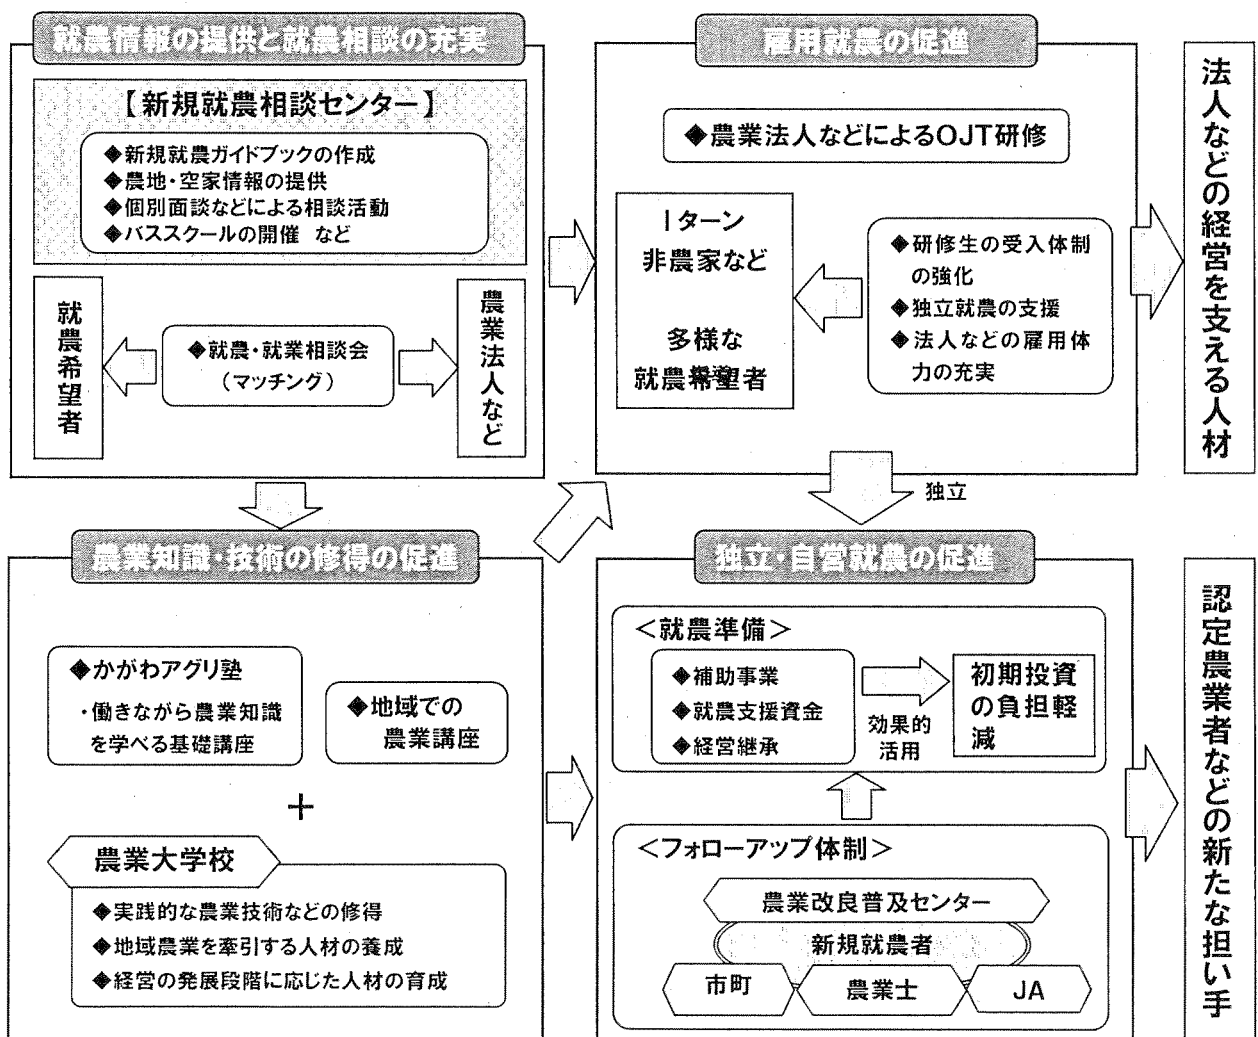 就農情報の提供と就農相談の充実
【新規就農相談センター】
◆新規就農ガイドブックの作成
◆農地・空家情報の提供
◆個別面談などによる相談活動
◆バススクールの開催 など
就農希望者
◆就農・就業相談会
(マッチング)
農業法人など
雇用就農の促進
◆農業法人などによるOJT研修
Iターン
非農家など
多様な
就農希望者
◆研修生の受入体制
の強化
◆独立就農の支援
◆法人などの雇用体
力の充実
法人などの経営を支える人材
独立
農業知識・技術の修得の促進
◆かがわアグリ塾
・働きながら農業知識
を学べる基礎講座
◆地域での
農業講座
+
農業大学校
◆実践的な農業技術などの修得
◆地域農業を牽引する人材の養成
◆経営の発展段階に応じた人材の育成
独立・自営就農の促進
<就農準備>
◆補助事業
◆就農支援資金
◆経営継承
効果的
活用
初期投資
の負担軽
減
<フォローアップ体制>
農業改良普及センター
新規就農者
市町
農業士
JA
認定農業者などの新たな担い手